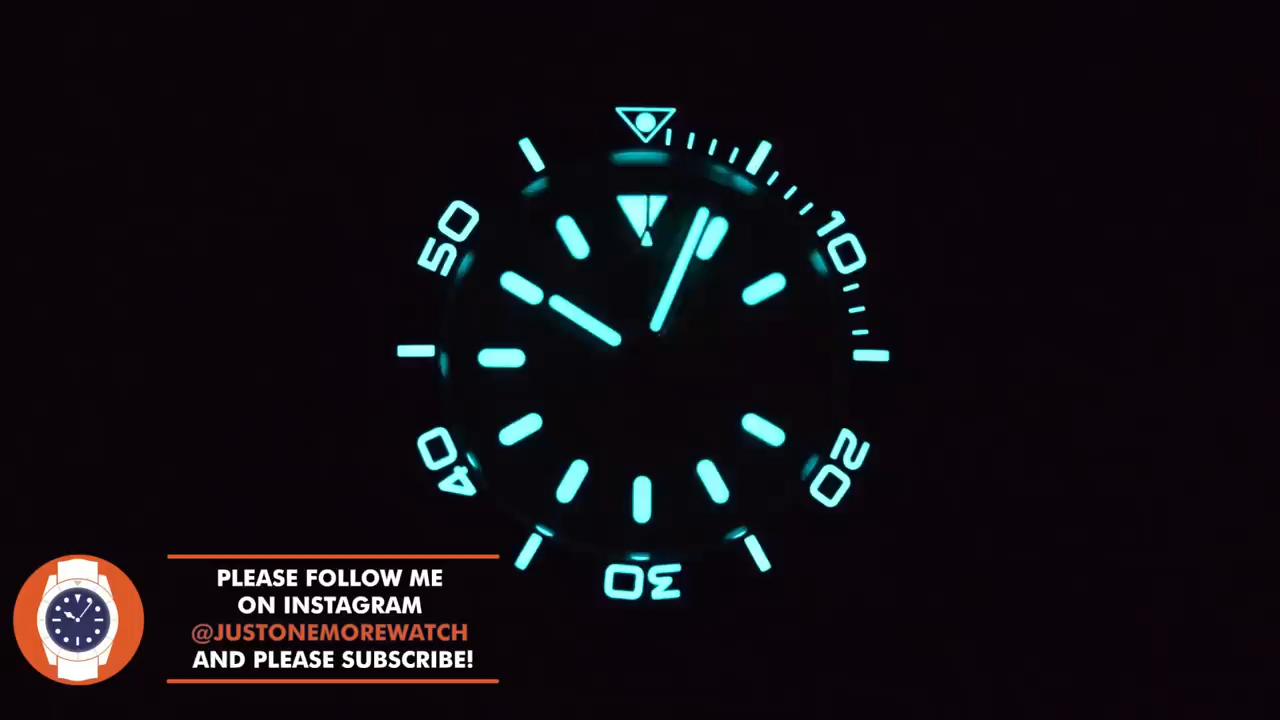 50
10
40
20
30
PLEASE FOLLOW ME
ON INSTAGRAM
@JUSTONEMOREWATCH
AND PLEASE SUBSCRIBE!